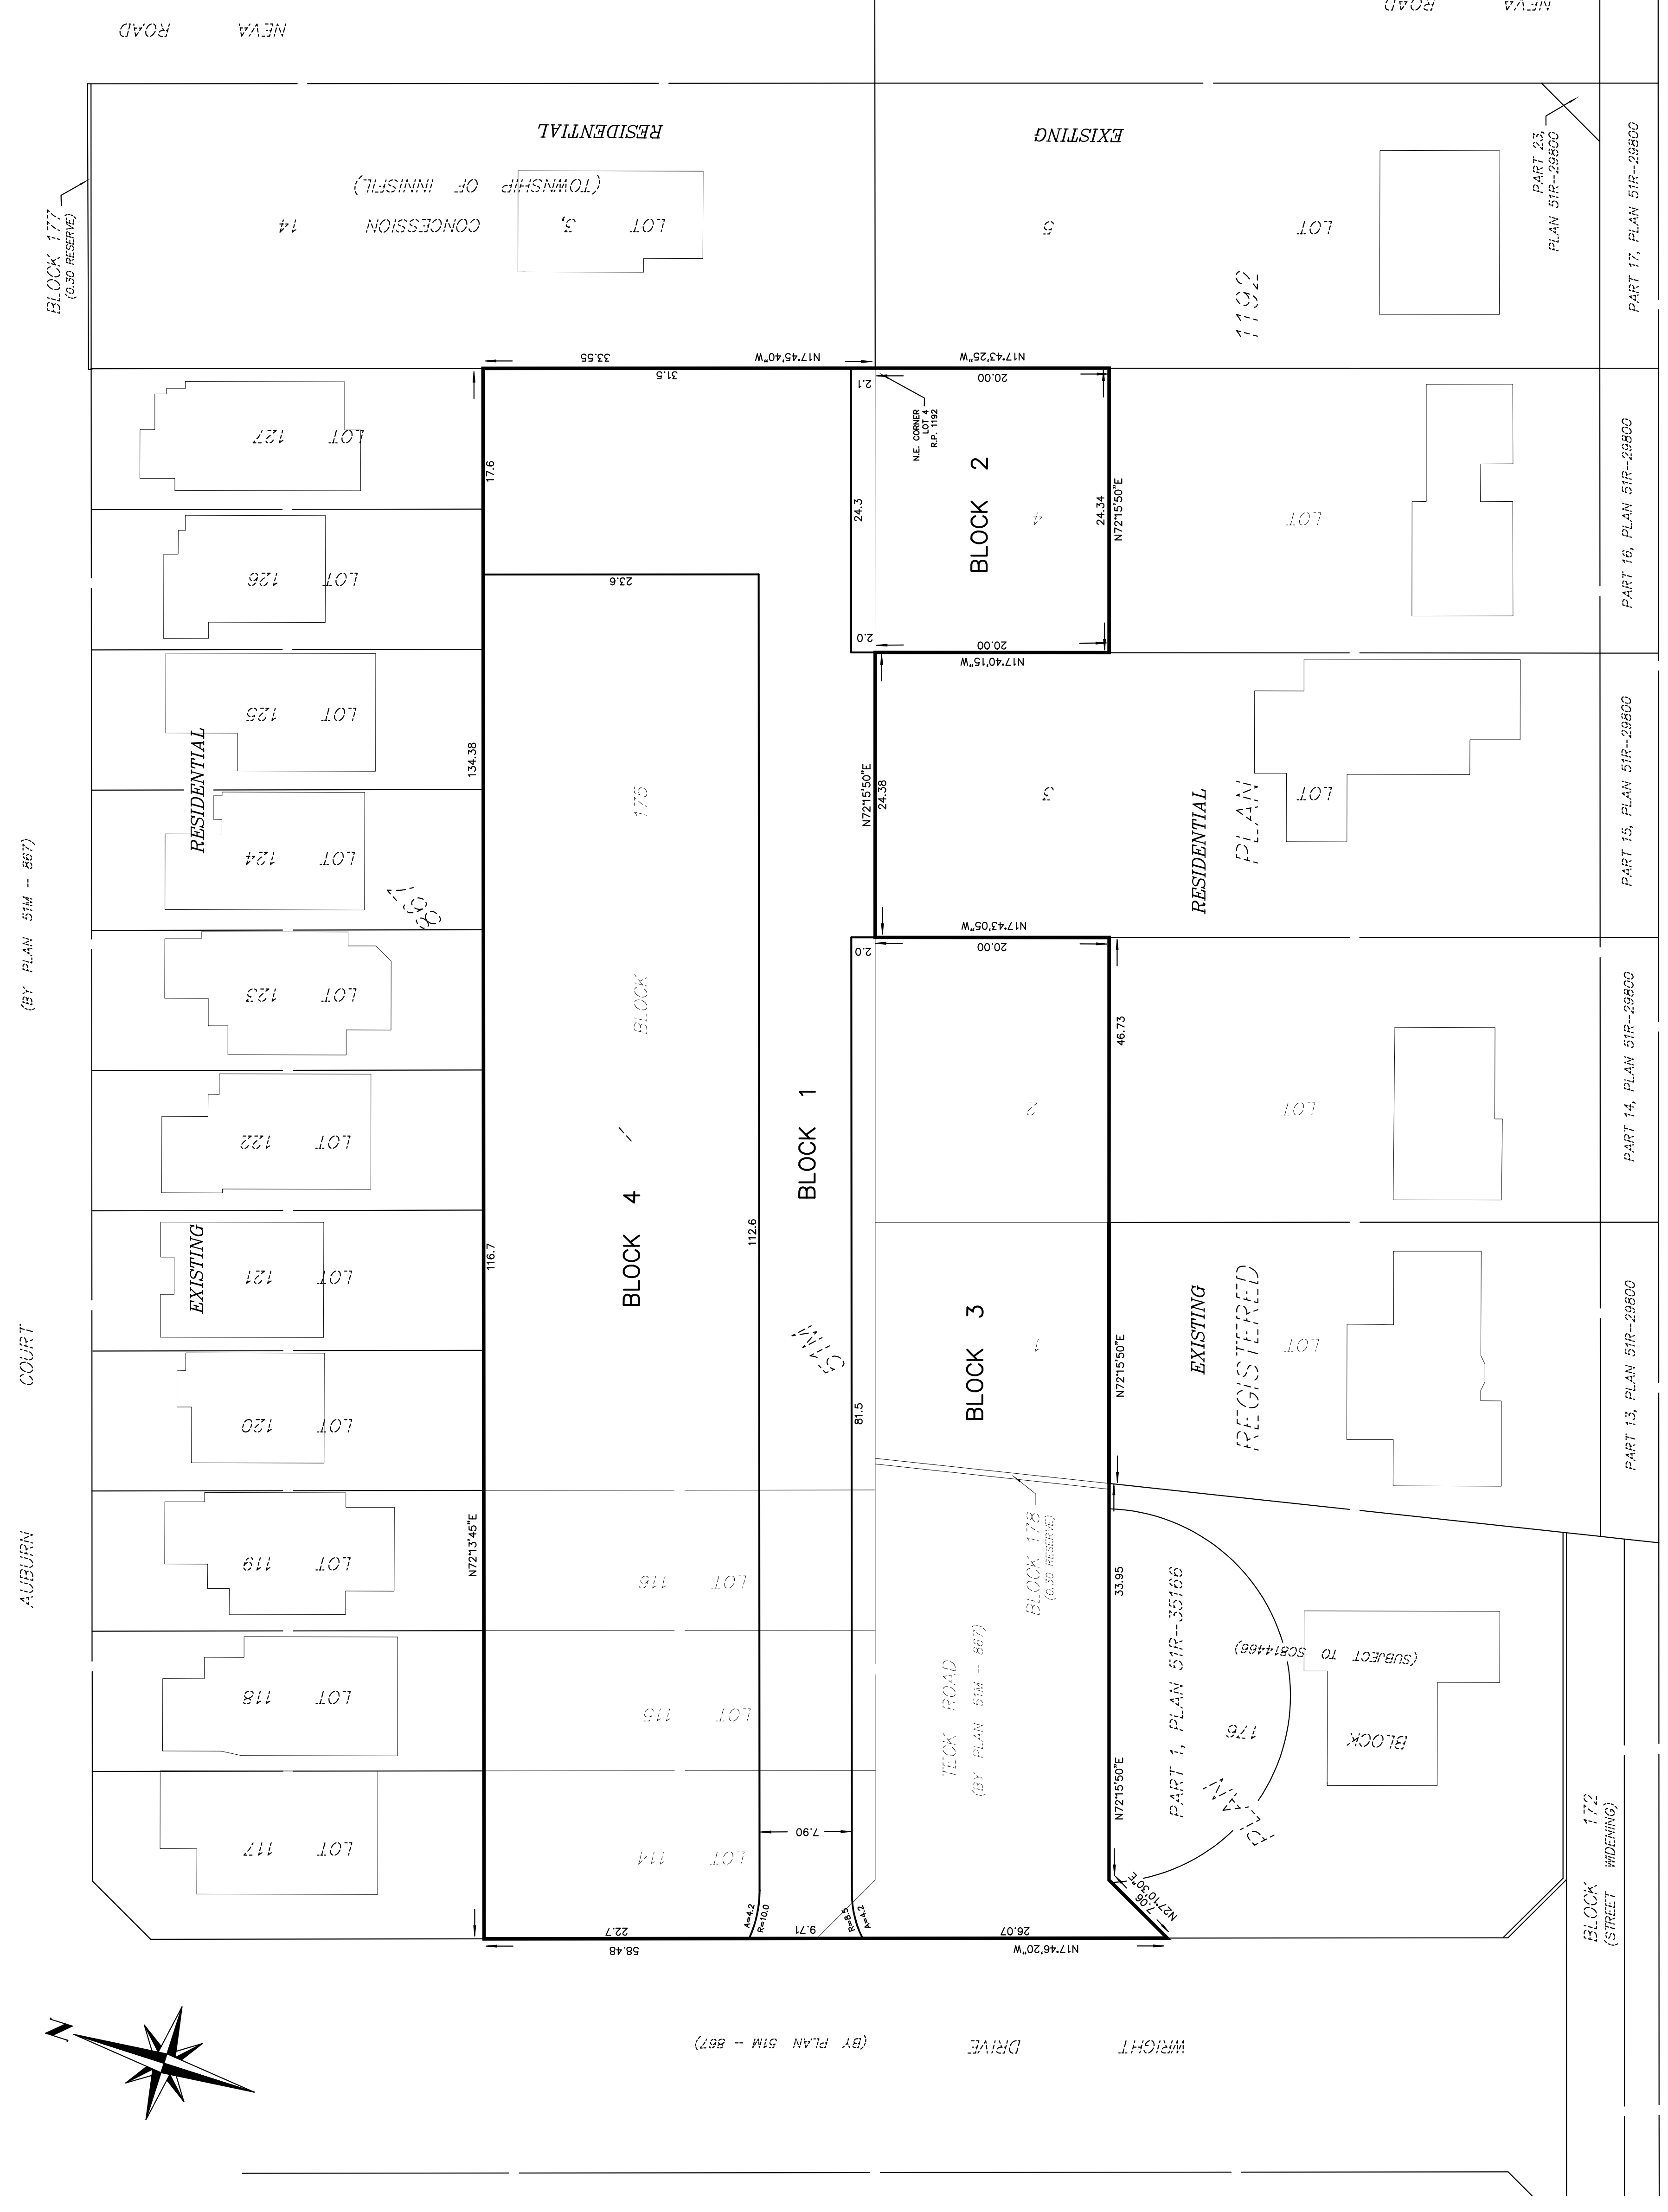 ROAD NEVA
ROAD NEVA
BLOCK 177
(0.30 RESERVE)
RESIDENTIAL
EXISTING
(TOWNSHIP OF INNISFIL)
LOT 3, CONCESSION 14
LOT 5
1192
PART 23,
PLAN 51R--29800
PART 17, PLAN 51R--29800
33.55
N17°45'40"W
N17°43'25"W
31.5
2.1
20.00
N.E. CORNER
LOT 4
R.P. 1192
LOT 127
17.6
24.3
BLOCK 2
4
24.34
N72°15'50"E
LOT
PART 16, PLAN 51R--29800
LOT 126
23.6
2.0
20.00
N17°40'15"W
LOT 125
RESIDENTIAL
134.38
N72°15'50"E
24.38
LOT 3
RESIDENTIAL
PLAN
PART 15, PLAN 51R--29800
LOT 124
867
BLOCK 175
N17°43'05"W
20.00
2.0
(BY PLAN 51M -- 867)
LOT 123
46.73
PART 14, PLAN 51R--29800
LOT 122
BLOCK 1
LOT 2
BLOCK 4
112.6
116.7
EXISTING
LOT 121
BLOCK 3
LOT 1
N72°15'50"E
EXISTING
REGISTERED
PART 13, PLAN 51R--29800
51M
81.5
COURT
LOT 120
AUBURN
LOT 119
N72°13'45"E
LOT 116
BLOCK 178
(0.30 RESERVE)
33.95
LOT 118
LOT 115
TECK ROAD
(BY PLAN 51M -- 867)
PART 1, PLAN 51R--35166
(SUBJECT TO SC814466)
BLOCK 176
PLAN
N72°15'50"E
LOT 117
LOT 114
7.90
A=4.2
R=10.0
R=8.5
A=4.2
7.06
N27°10'30"E
22.7
9.71
26.07
58.48
N17°46'20"W
BLOCK 172
(STREET WIDENING)
N
WRIGHT DRIVE (BY PLAN 51M -- 867)